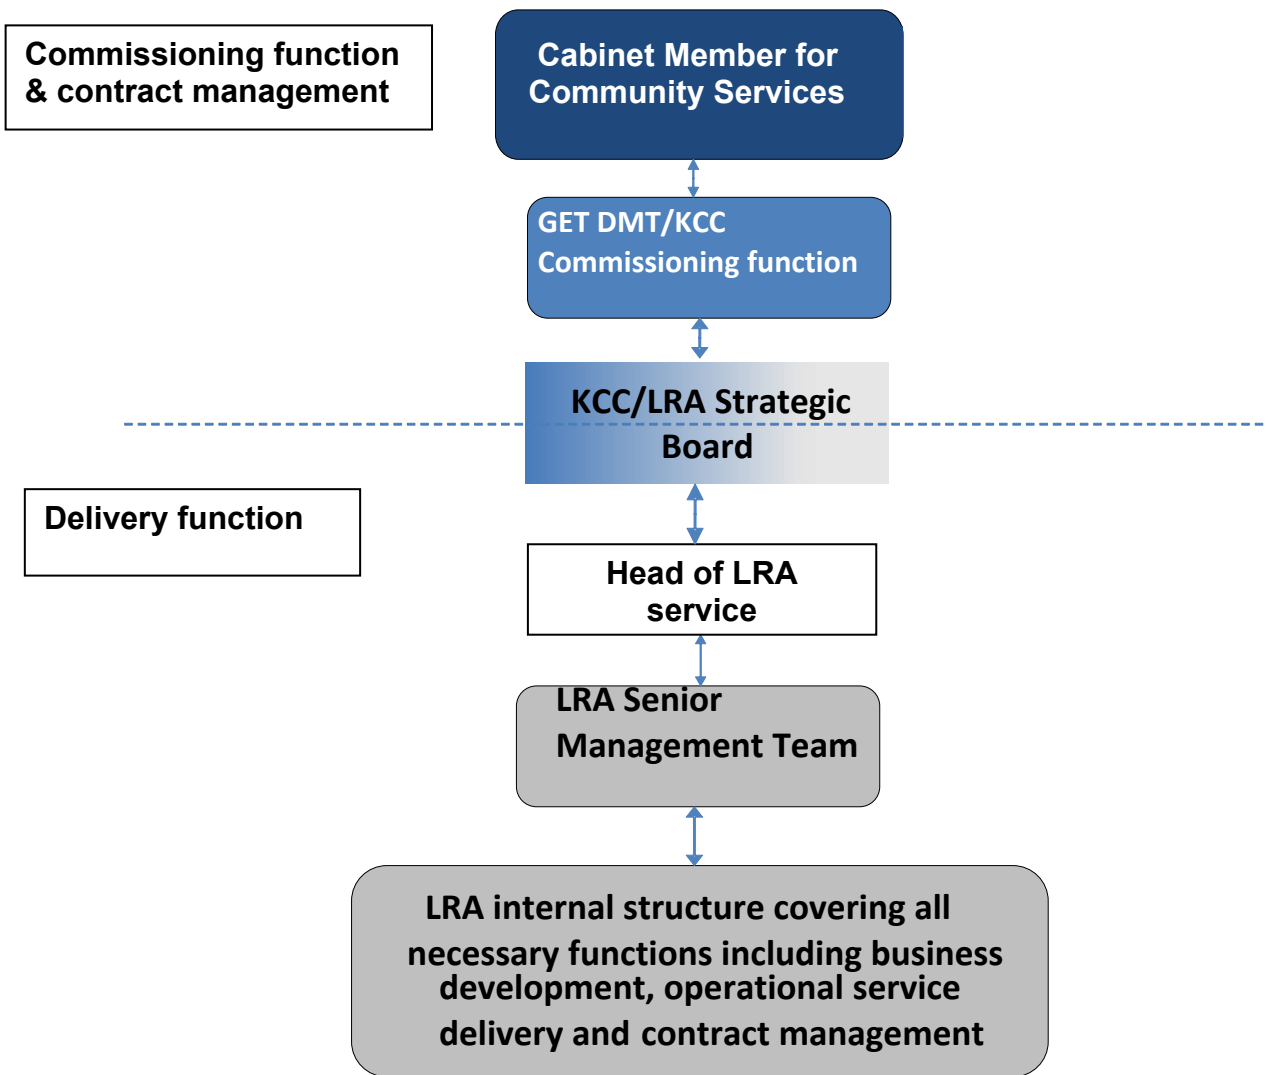 Commissioning function
& contract management
Cabinet Member for
Community Services
GET DMT/KCC
Commissioning function
KCC/LRA Strategic
Board
Delivery function
Head of LRA
service
LRA Senior
Management Team
LRA internal structure covering all
necessary functions including business
development, operational service
delivery and contract management